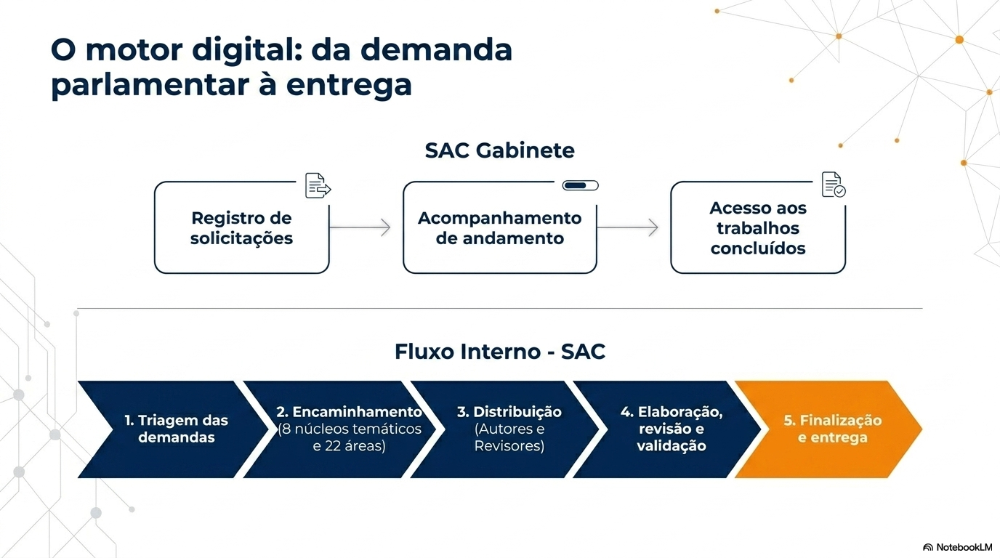 O motor digital: da demanda
parlamentar à entrega
SAC Gabinete
Registro de
solicitações
Acompanhamento
de andamento
Acesso aos
trabalhos
concluídos
Fluxo Interno - SAC
1. Triagem das
demandas
2. Encaminhamento
(8 núcleos temáticos
e 22 áreas)
3. Distribuição
(Autores e
Revisores)
4. Elaboração,
revisão e
validação
5. Finalização
e entrega
NotebookLM